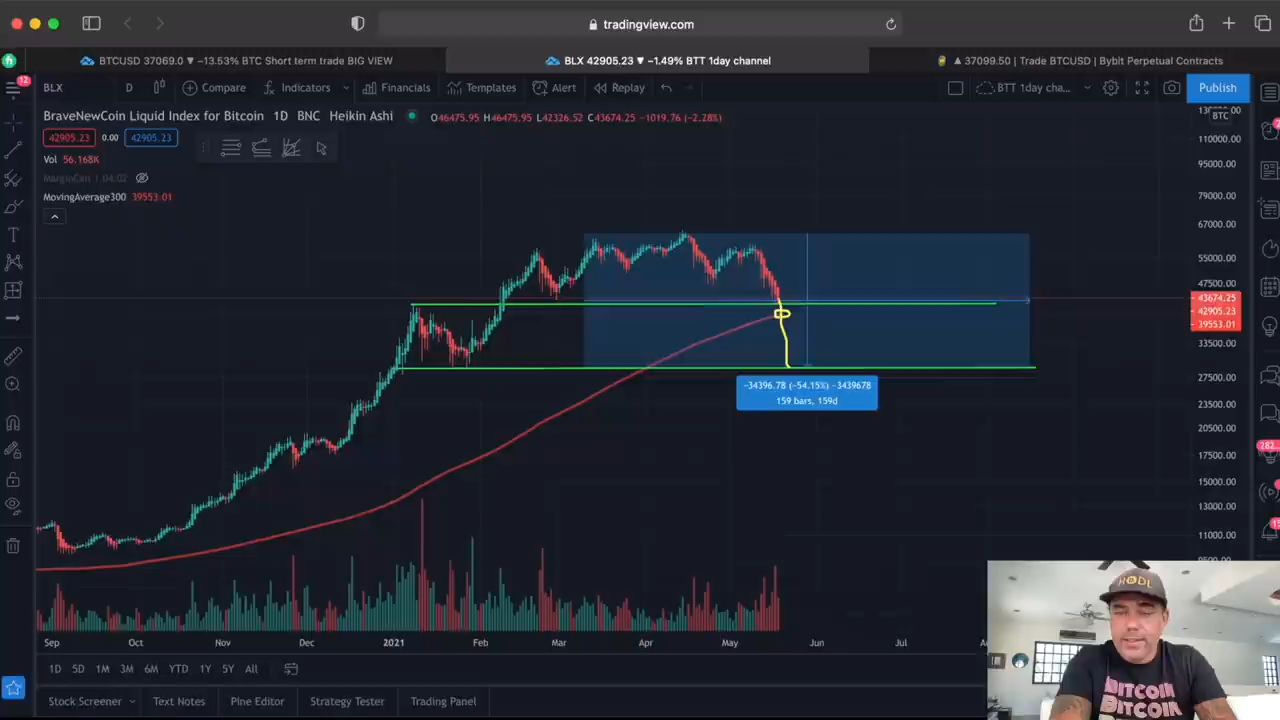 tradingview.com
BTCUSD 37069.0 ▼ −13.53% BTC Short term trade BIG VIEW
BLX 42905.23 ▼ −1.49% BTT 1day channel
▲ 37099.50 | Trade BTCUSD | Bybit Perpetual Contracts
12
BLX D Compare Indicators Financials Templates Alert Replay BTT 1day cha... Publish
BraveNewCoin Liquid Index for Bitcoin 1D BNC Heikin Ashi O46475.95 H46475.95 L42326.52 C43674.25 −1019.76 (−2.28%)
BTC
42905.23 0.00 42905.23
Vol 56.168K
MovingAverage300 39553.01
110000.00
95000.00
79000.00
67000.00
55000.00
47500.00
43674.25
42905.23
39553.01
33500.00
27500.00
23500.00
20500.00
17500.00
15000.00
13000.00
11000.00
-34396.78 (-54.15%) -3439678
159 bars, 159d
282
Sep Oct Nov Dec 2021 Feb Mar Apr May Jun Jul
1D 5D 1M 3M 6M YTD 1Y 5Y All
Stock Screener Text Notes Pine Editor Strategy Tester Trading Panel
HODL
BITCOIN
BITCOIN